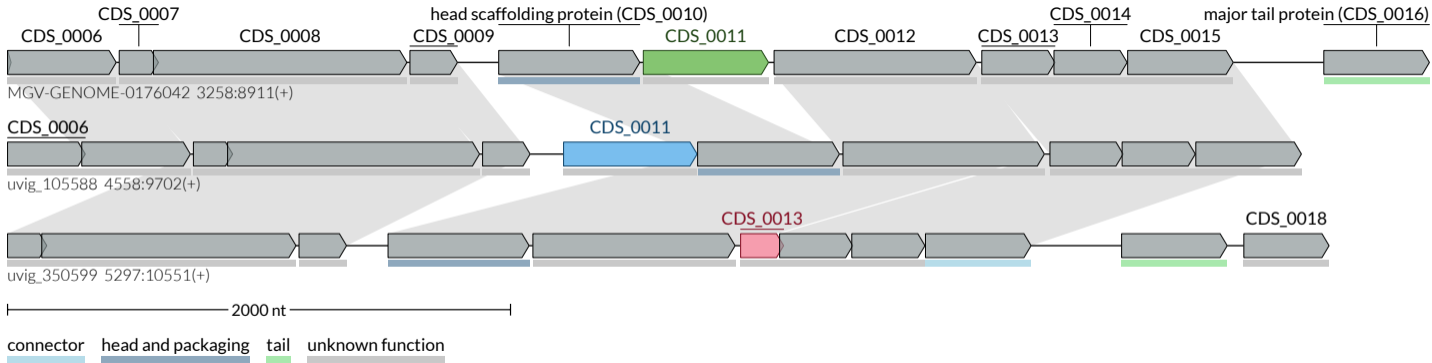 CDS_0007 head scaffolding protein (CDS_0010) CDS_0014 major tail protein (CDS_0016)
CDS_0006 CDS_0008 CDS_0009 CDS_0011 CDS_0012 CDS_0013 CDS_0015
MGV-GENOME-0176042 3258:8911(+)
CDS_0006 CDS_0011
uvig_105588 4558:9702(+)
CDS_0013 CDS_0018
uvig_350599 5297:10551(+)
2000 nt
connector head and packaging tail unknown function